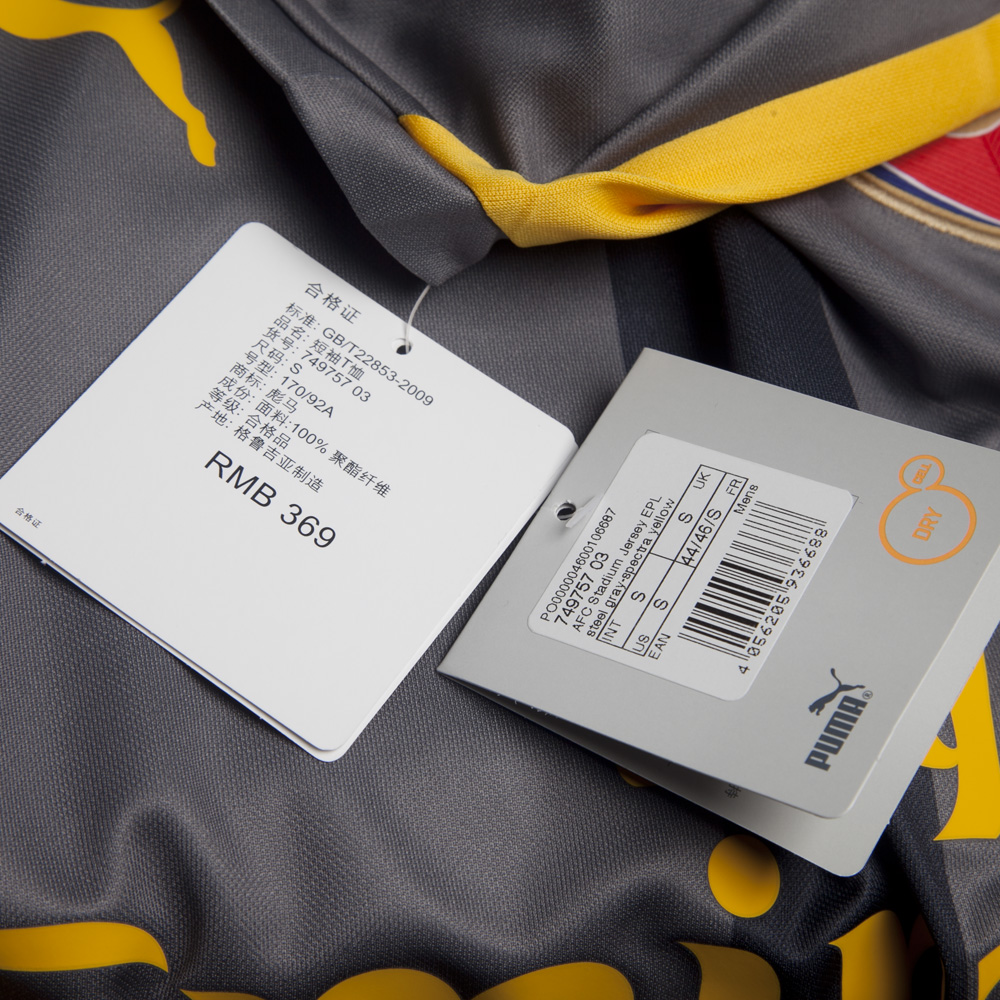 合格证
标准: GB/T22853-2009
品名: 短袖T恤
货号: 749757 03
尺码: S
号型: 170/92A
商标: 彪马
成份: 面料:100% 聚酯纤维
等级: 合格品
产地: 格鲁吉亚制造
RMB 369
合格证
PO000004600106687
749757 03
AFC Stadium Jersey EPL
steel gray-spectra yellow
INT S S UK
US S 44/46/S FR
EAN Mens
4 056205 936688
CELL
DRY
PUMA®